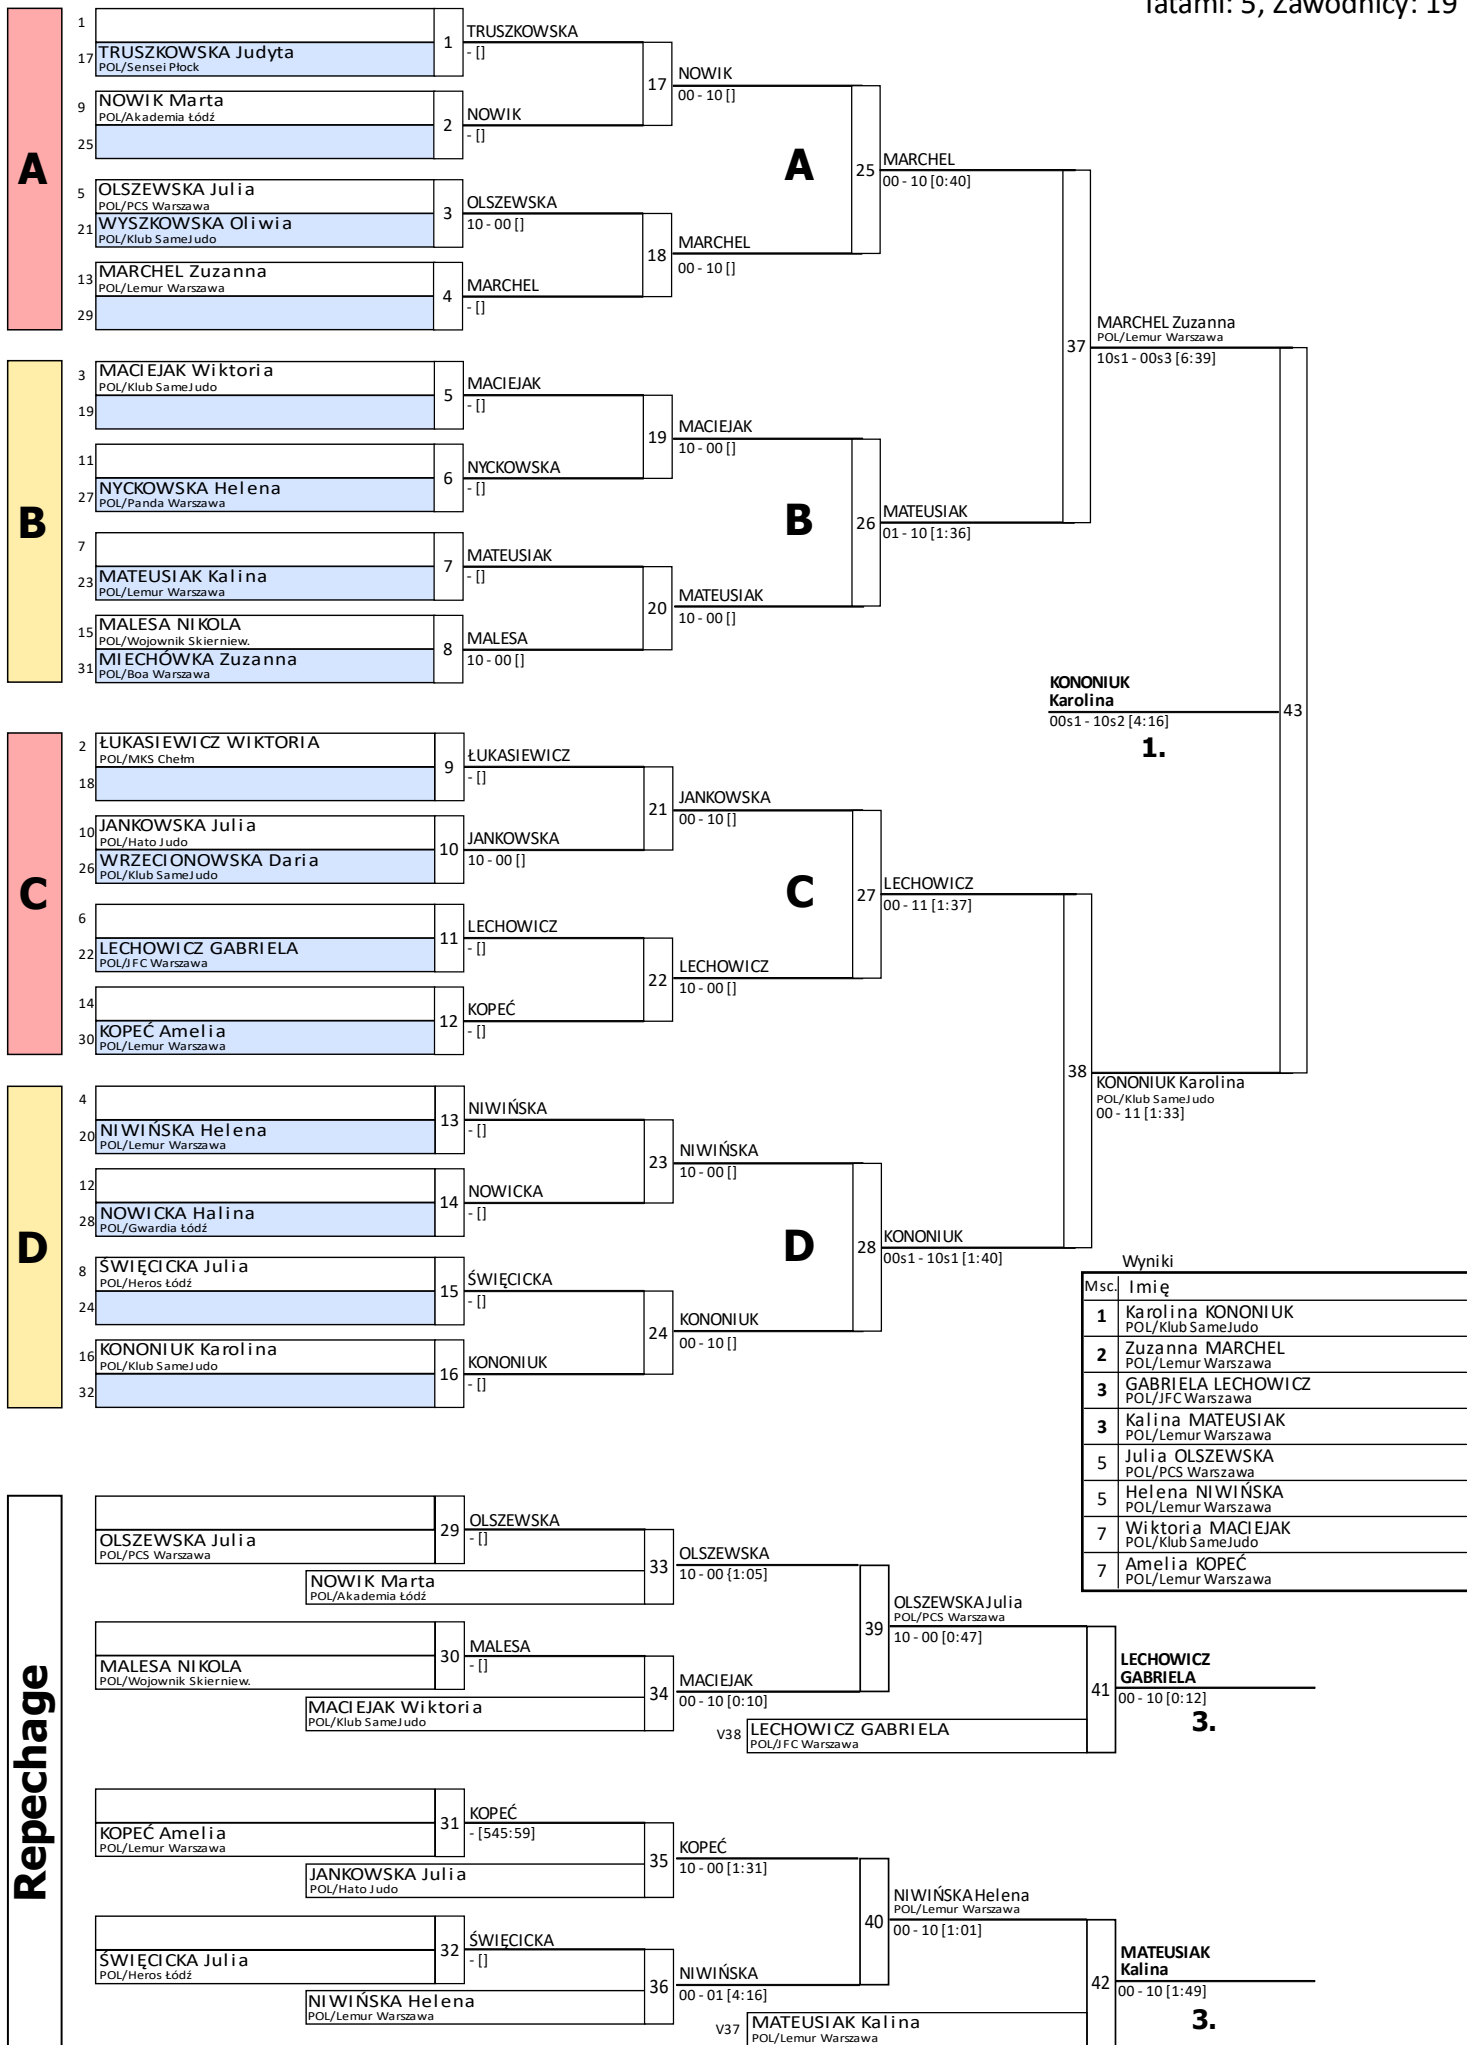 Tatami: 5, Zawodnicy: 19
A
1
17 TRUSZKOWSKA Judyta
POL/Sensei Płock
1
TRUSZKOWSKA
- []
9 NOWIK Marta
POL/Akademia Łódź
25
2
NOWIK
- []
17
NOWIK
00 - 10 []
5 OLSZEWSKA Julia
POL/PCS Warszawa
21 WYSZKOWSKA Oliwia
POL/Klub SameJudo
3
OLSZEWSKA
10 - 00 []
13 MARCHEL Zuzanna
POL/Lemur Warszawa
29
4
MARCHEL
- []
18
MARCHEL
00 - 10 []
A
25
MARCHEL
00 - 10 [0:40]
B
3 MACIEJAK Wiktoria
POL/Klub SameJudo
19
5
MACIEJAK
- []
11
27 NYCKOWSKA Helena
POL/Panda Warszawa
6
NYCKOWSKA
- []
19
MACIEJAK
10 - 00 []
7
23 MATEUSIAK Kalina
POL/Lemur Warszawa
7
MATEUSIAK
- []
15 MALESA NIKOLA
POL/Wojownik Skierniew.
31 MIECHÓWKA Zuzanna
POL/Boa Warszawa
8
MALESA
10 - 00 []
20
MATEUSIAK
10 - 00 []
B
26
MATEUSIAK
01 - 10 [1:36]
37
MARCHEL Zuzanna
POL/Lemur Warszawa
10s1 - 00s3 [6:39]
KONONIUK
Karolina
00s1 - 10s2 [4:16]
1.
43
C
2 ŁUKASIEWICZ WIKTORIA
POL/MKS Chełm
18
9
ŁUKASIEWICZ
- []
10 JANKOWSKA Julia
POL/Hato Judo
26 WRZECIONOWSKA Daria
POL/Klub SameJudo
10
JANKOWSKA
10 - 00 []
21
JANKOWSKA
00 - 10 []
6
22 LECHOWICZ GABRIELA
POL/JFC Warszawa
11
LECHOWICZ
- []
14
30 KOPEĆ Amelia
POL/Lemur Warszawa
12
KOPEĆ
- []
22
LECHOWICZ
10 - 00 []
C
27
LECHOWICZ
00 - 11 [1:37]
D
4
20 NIWIŃSKA Helena
POL/Lemur Warszawa
13
NIWIŃSKA
- []
12
28 NOWICKA Halina
POL/Gwardia Łódź
14
NOWICKA
- []
23
NIWIŃSKA
10 - 00 []
8 ŚWIĘCICKA Julia
POL/Heros Łódź
24
15
ŚWIĘCICKA
- []
16 KONONIUK Karolina
POL/Klub SameJudo
32
16
KONONIUK
- []
24
KONONIUK
00 - 10 []
D
28
KONONIUK
00s1 - 10s1 [1:40]
38
KONONIUK Karolina
POL/Klub SameJudo
00 - 11 [1:33]
Wyniki
Msc. Imię
1 Karolina KONONIUK
POL/Klub SameJudo
2 Zuzanna MARCHEL
POL/Lemur Warszawa
3 GABRIELA LECHOWICZ
POL/JFC Warszawa
3 Kalina MATEUSIAK
POL/Lemur Warszawa
5 Julia OLSZEWSKA
POL/PCS Warszawa
5 Helena NIWIŃSKA
POL/Lemur Warszawa
7 Wiktoria MACIEJAK
POL/Klub SameJudo
7 Amelia KOPEĆ
POL/Lemur Warszawa
Repechage
OLSZEWSKA Julia
POL/PCS Warszawa
29
OLSZEWSKA
- []
NOWIK Marta
POL/Akademia Łódź
33
OLSZEWSKA
10 - 00 {1:05]
MALESA NIKOLA
POL/Wojownik Skierniew.
30
MALESA
- []
MACIEJAK Wiktoria
POL/Klub SameJudo
34
MACIEJAK
00 - 10 [0:10]
39
OLSZEWSKA Julia
POL/PCS Warszawa
10 - 00 [0:47]
V38 LECHOWICZ GABRIELA
POL/JFC Warszawa
41
LECHOWICZ
GABRIELA
00 - 10 [0:12]
3.
KOPEĆ Amelia
POL/Lemur Warszawa
31
KOPEĆ
- [545:59]
JANKOWSKA Julia
POL/Hato Judo
35
KOPEĆ
10 - 00 [1:31]
ŚWIĘCICKA Julia
POL/Heros Łódź
32
ŚWIĘCICKA
- []
NIWIŃSKA Helena
POL/Lemur Warszawa
36
NIWIŃSKA
00 - 01 [4:16]
40
NIWIŃSKA Helena
POL/Lemur Warszawa
00 - 10 [1:01]
V37 MATEUSIAK Kalina
POL/Lemur Warszawa
42
MATEUSIAK
Kalina
00 - 10 [1:49]
3.